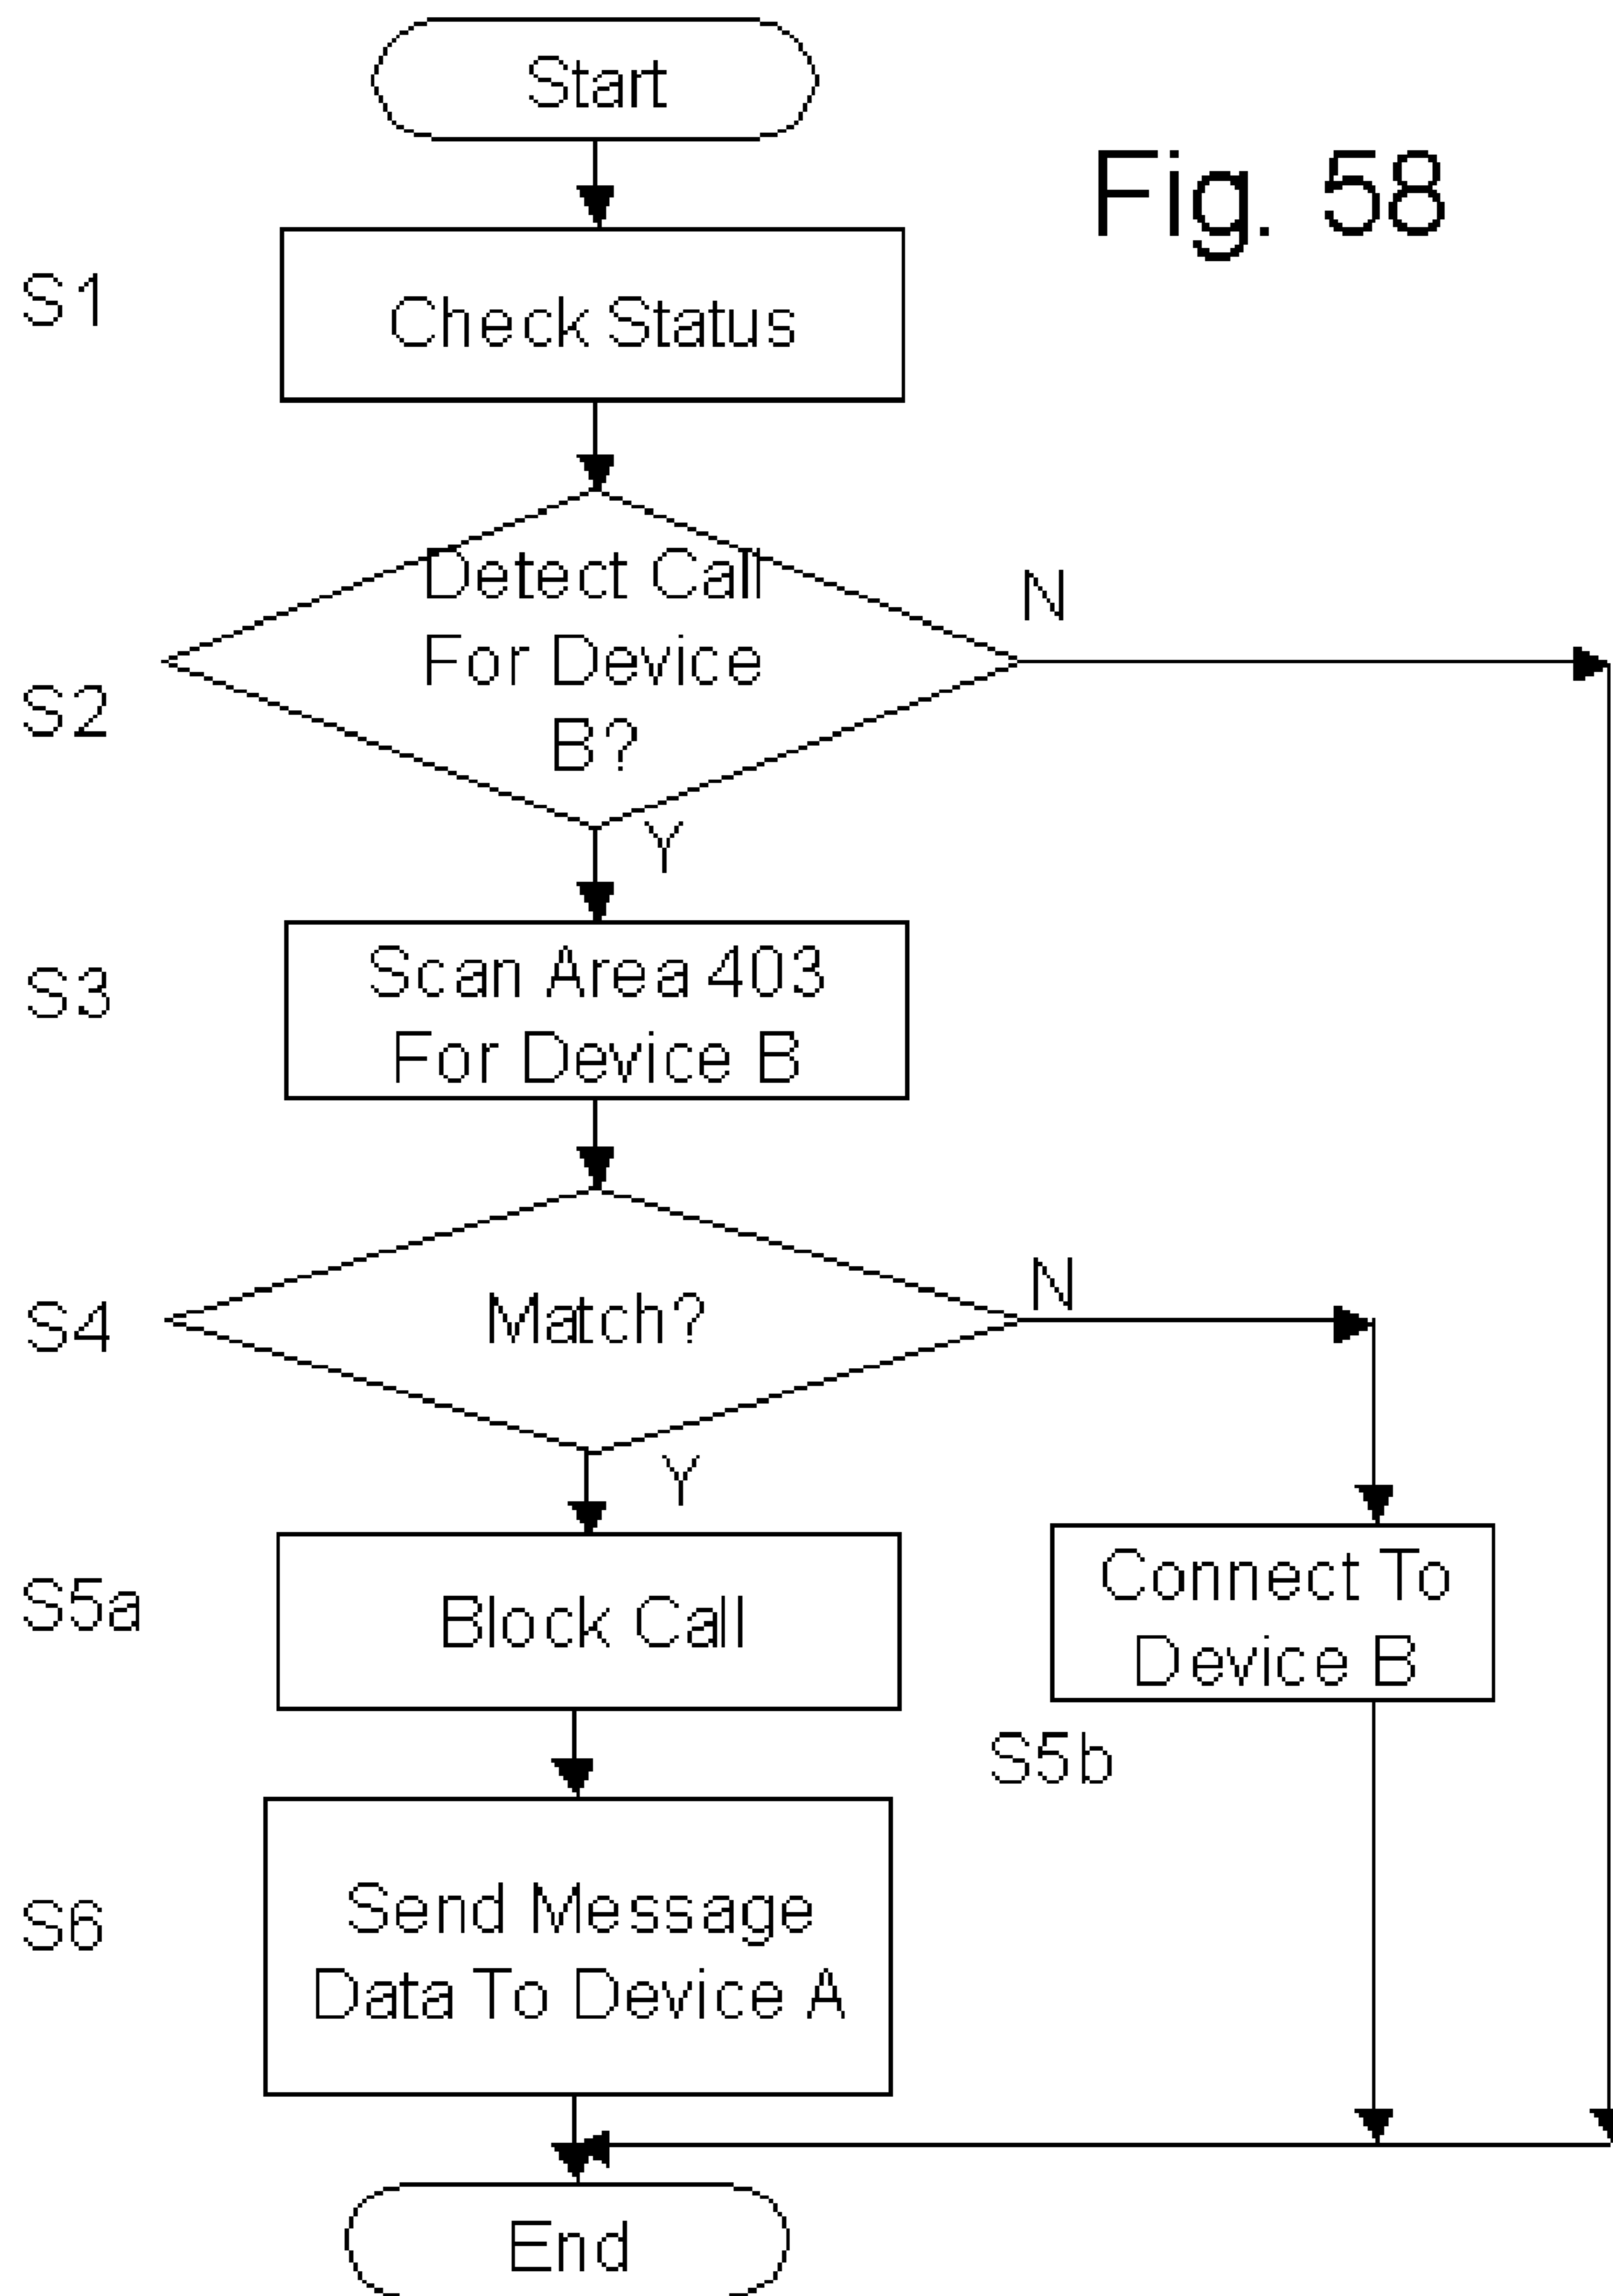 Start
Fig. 58
S1
Check Status
Detect Call
For Device
B?
N
S2
Y
S3
Scan Area 403
For Device B
S4
Match?
N
Y
S5a
Block Call
Connect To
Device B
S5b
S6
Send Message
Data To Device A
End